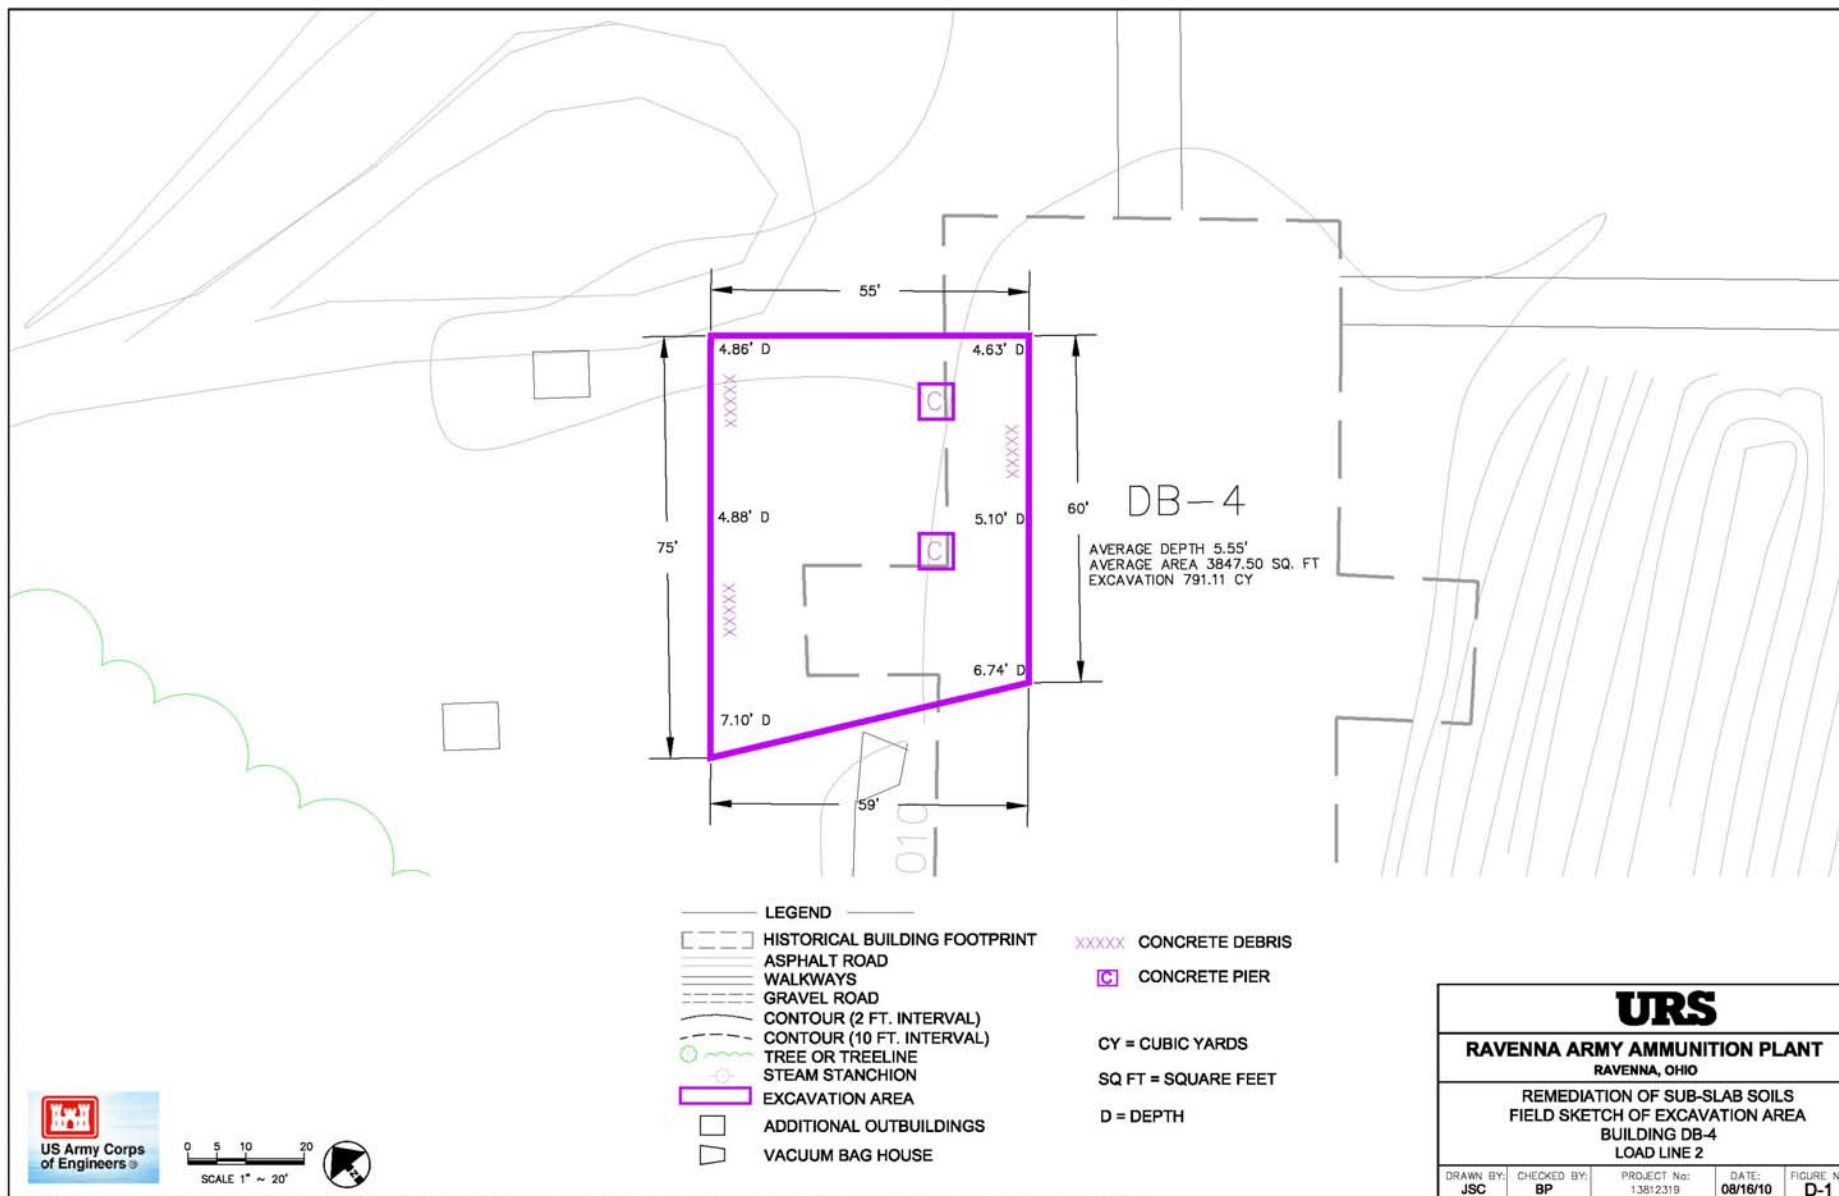 55'
4.86' D
4.63' D
XXXXX
C
XXXXX
75'
4.88' D
5.10' D
60'
DB-4
AVERAGE DEPTH 5.55'
AVERAGE AREA 3847.50 SQ. FT
EXCAVATION 791.11 CY
C
XXXXX
6.74' D
7.10' D
59'
010
LEGEND
HISTORICAL BUILDING FOOTPRINT
ASPHALT ROAD
WALKWAYS
GRAVEL ROAD
CONTOUR (2 FT. INTERVAL)
CONTOUR (10 FT. INTERVAL)
TREE OR TREELINE
STEAM STANCHION
EXCAVATION AREA
ADDITIONAL OUTBUILDINGS
VACUUM BAG HOUSE
XXXXX CONCRETE DEBRIS
C CONCRETE PIER
CY = CUBIC YARDS
SQ FT = SQUARE FEET
D = DEPTH
US Army Corps
of Engineers ®
0 5 10 20
SCALE 1" ~ 20'
URS
RAVENNA ARMY AMMUNITION PLANT
RAVENNA, OHIO
REMEDIATION OF SUB-SLAB SOILS
FIELD SKETCH OF EXCAVATION AREA
BUILDING DB-4
LOAD LINE 2
DRAWN BY: CHECKED BY: PROJECT No: DATE: FIGURE N
JSC BP 13812319 08/16/10 D-1